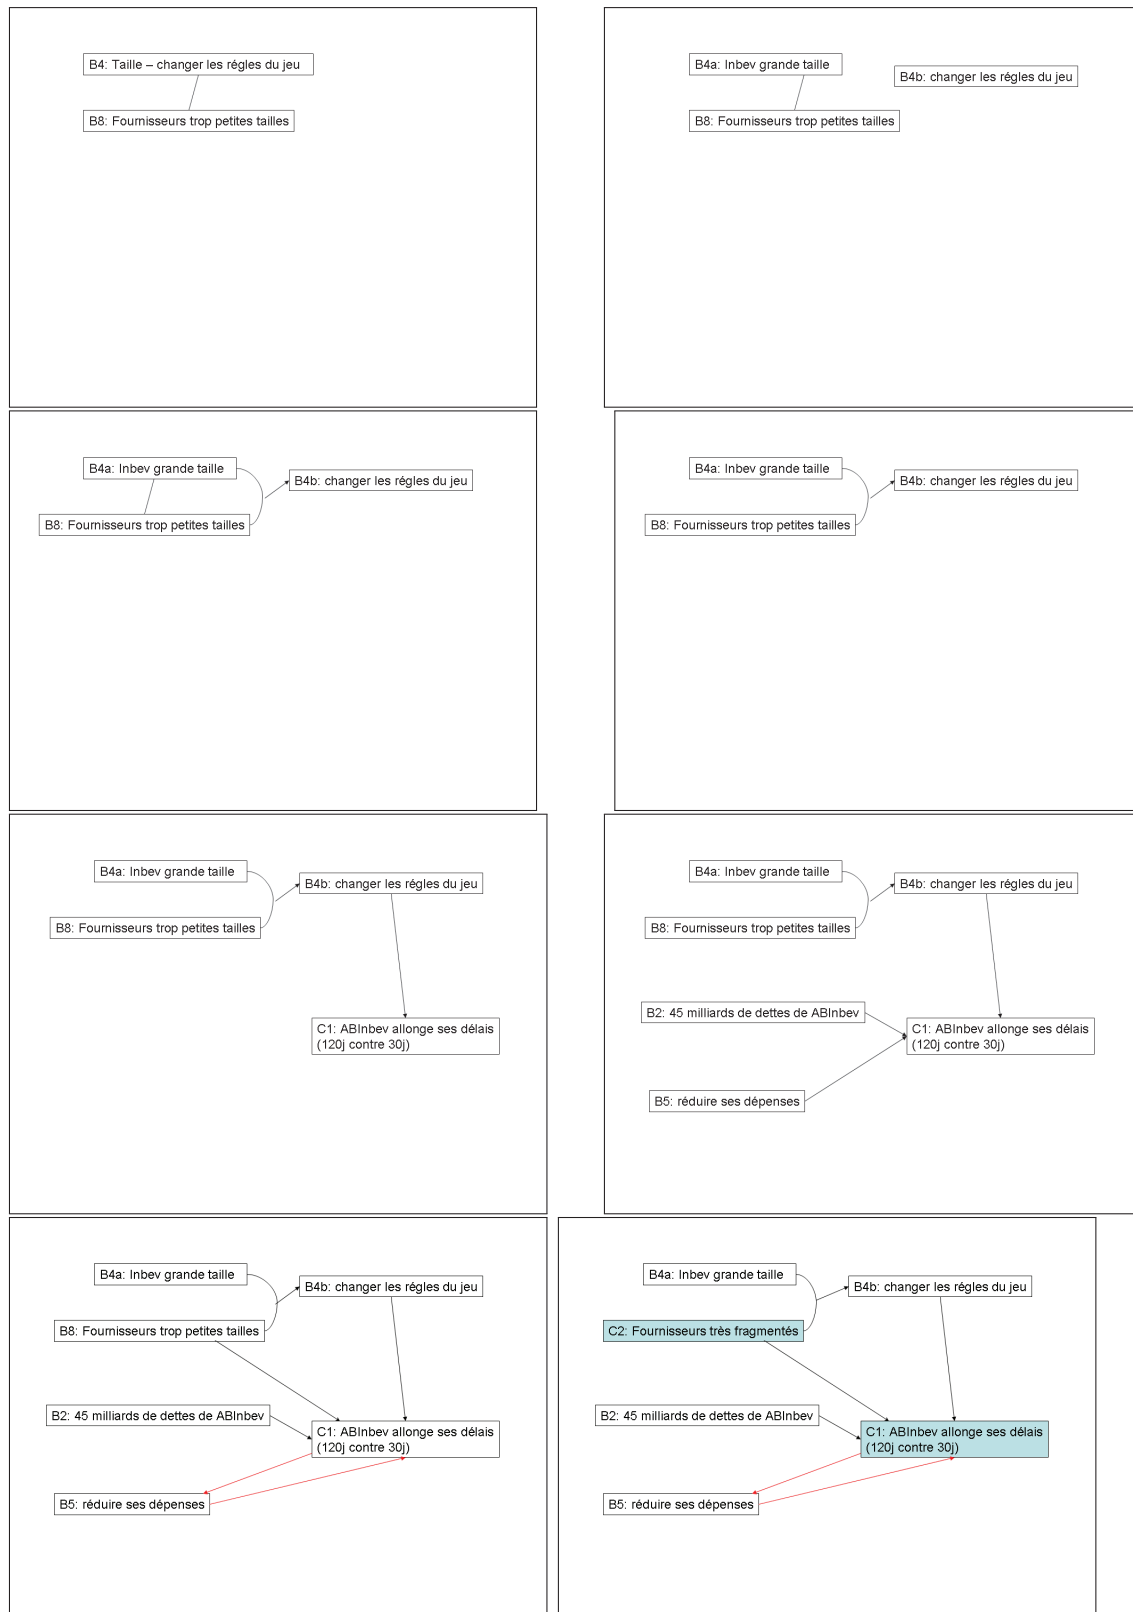 B4: Taille – changer les régles du jeu
B8: Fournisseurs trop petites tailles
B4a: Inbev grande taille
B4b: changer les régles du jeu
B8: Fournisseurs trop petites tailles
B4a: Inbev grande taille
B4b: changer les régles du jeu
B8: Fournisseurs trop petites tailles
B4a: Inbev grande taille
B4b: changer les régles du jeu
B8: Fournisseurs trop petites tailles
B4a: Inbev grande taille
B4b: changer les régles du jeu
B8: Fournisseurs trop petites tailles
C1: ABInbev allonge ses délais
(120j contre 30j)
B4a: Inbev grande taille
B4b: changer les régles du jeu
B8: Fournisseurs trop petites tailles
B2: 45 milliards de dettes de ABInbev
C1: ABInbev allonge ses délais
(120j contre 30j)
B5: réduire ses dépenses
B4a: Inbev grande taille
B4b: changer les régles du jeu
B8: Fournisseurs trop petites tailles
B2: 45 milliards de dettes de ABInbev
C1: ABInbev allonge ses délais
(120j contre 30j)
B5: réduire ses dépenses
B4a: Inbev grande taille
B4b: changer les régles du jeu
C2: Fournisseurs très fragmentés
B2: 45 milliards de dettes de ABInbev
C1: ABInbev allonge ses délais
(120j contre 30j)
B5: réduire ses dépenses